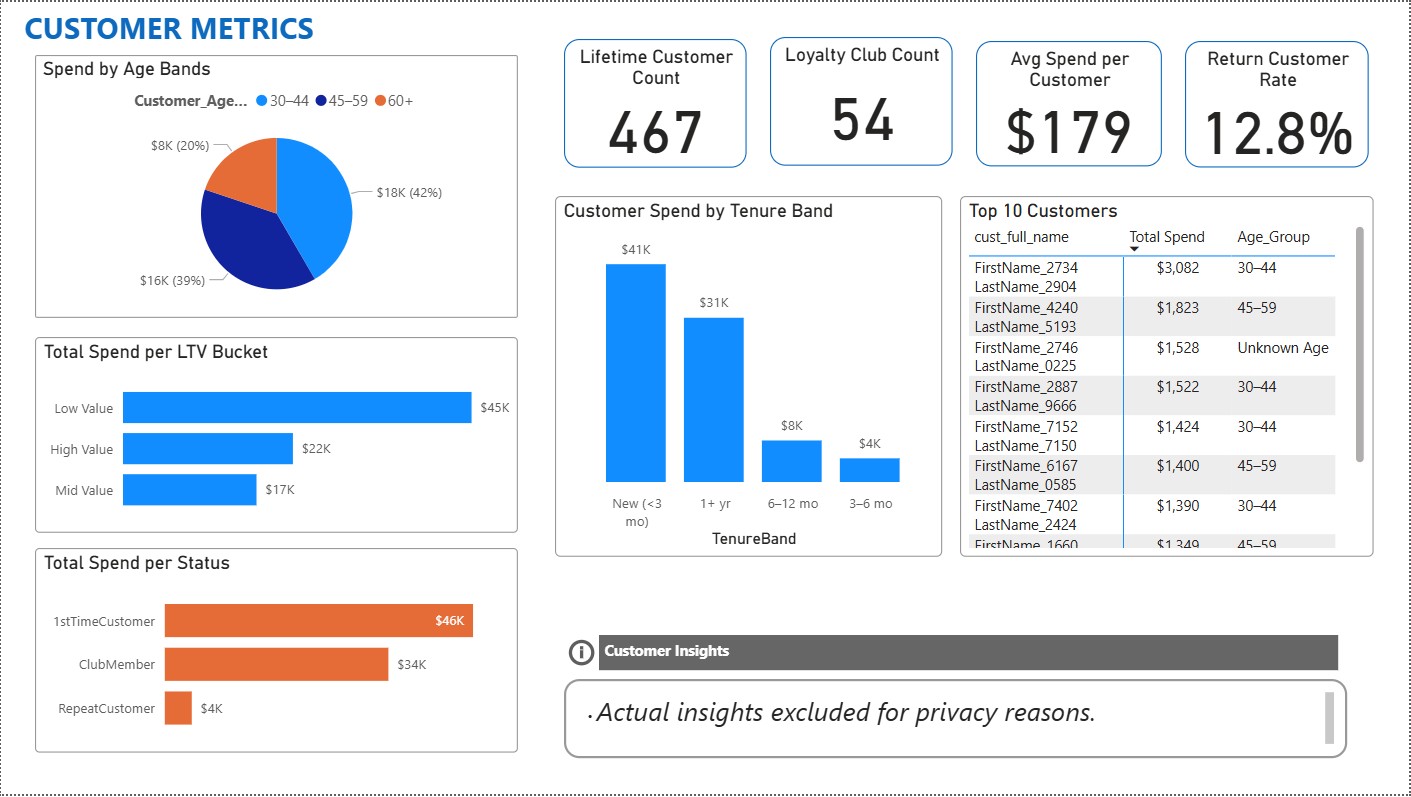 CUSTOMER METRICS
Spend by Age Bands
Customer_Age... 30–44 45–59 60+
$8K (20%)
$18K (42%)
$16K (39%)
Total Spend per LTV Bucket
Low Value $45K
High Value $22K
Mid Value $17K
Total Spend per Status
1stTimeCustomer $46K
ClubMember $34K
RepeatCustomer $4K
Lifetime Customer
Count
467
Loyalty Club Count
54
Avg Spend per
Customer
$179
Return Customer
Rate
12.8%
Customer Spend by Tenure Band
$41K
$31K
$8K
$4K
New (<3
mo)
1+ yr
6–12 mo
3–6 mo
TenureBand
Top 10 Customers
cust_full_name Total Spend Age_Group
FirstName_2734 $3,082 30–44
LastName_2904
FirstName_4240 $1,823 45–59
LastName_5193
FirstName_2746 $1,528 Unknown Age
LastName_0225
FirstName_2887 $1,522 30–44
LastName_9666
FirstName_7152 $1,424 30–44
LastName_7150
FirstName_6167 $1,400 45–59
LastName_0585
FirstName_7402 $1,390 30–44
LastName_2424
FirstName_1660 $1,349 45–59
Customer Insights
· Actual insights excluded for privacy reasons.